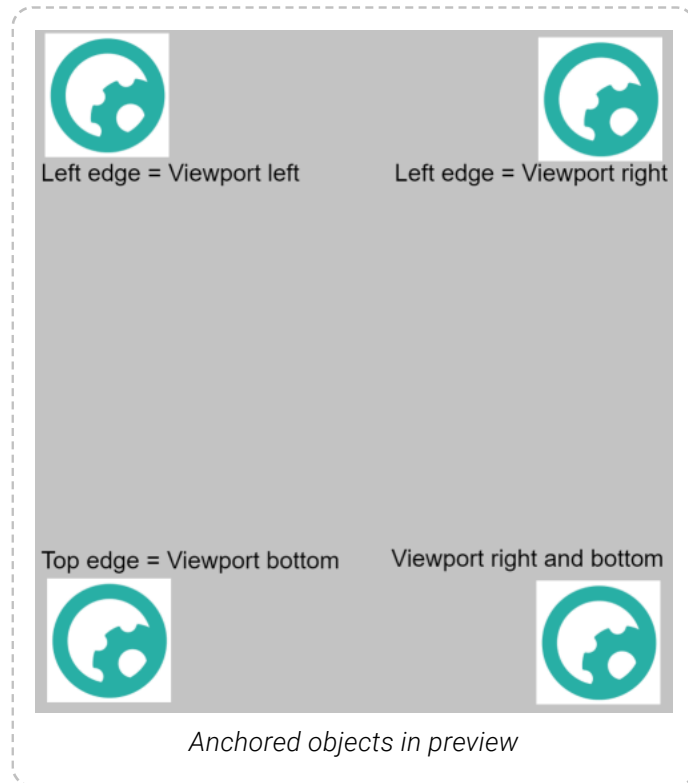 Left edge = Viewport left
Left edge = Viewport right
Top edge = Viewport bottom
Viewport right and bottom
Anchored objects in preview